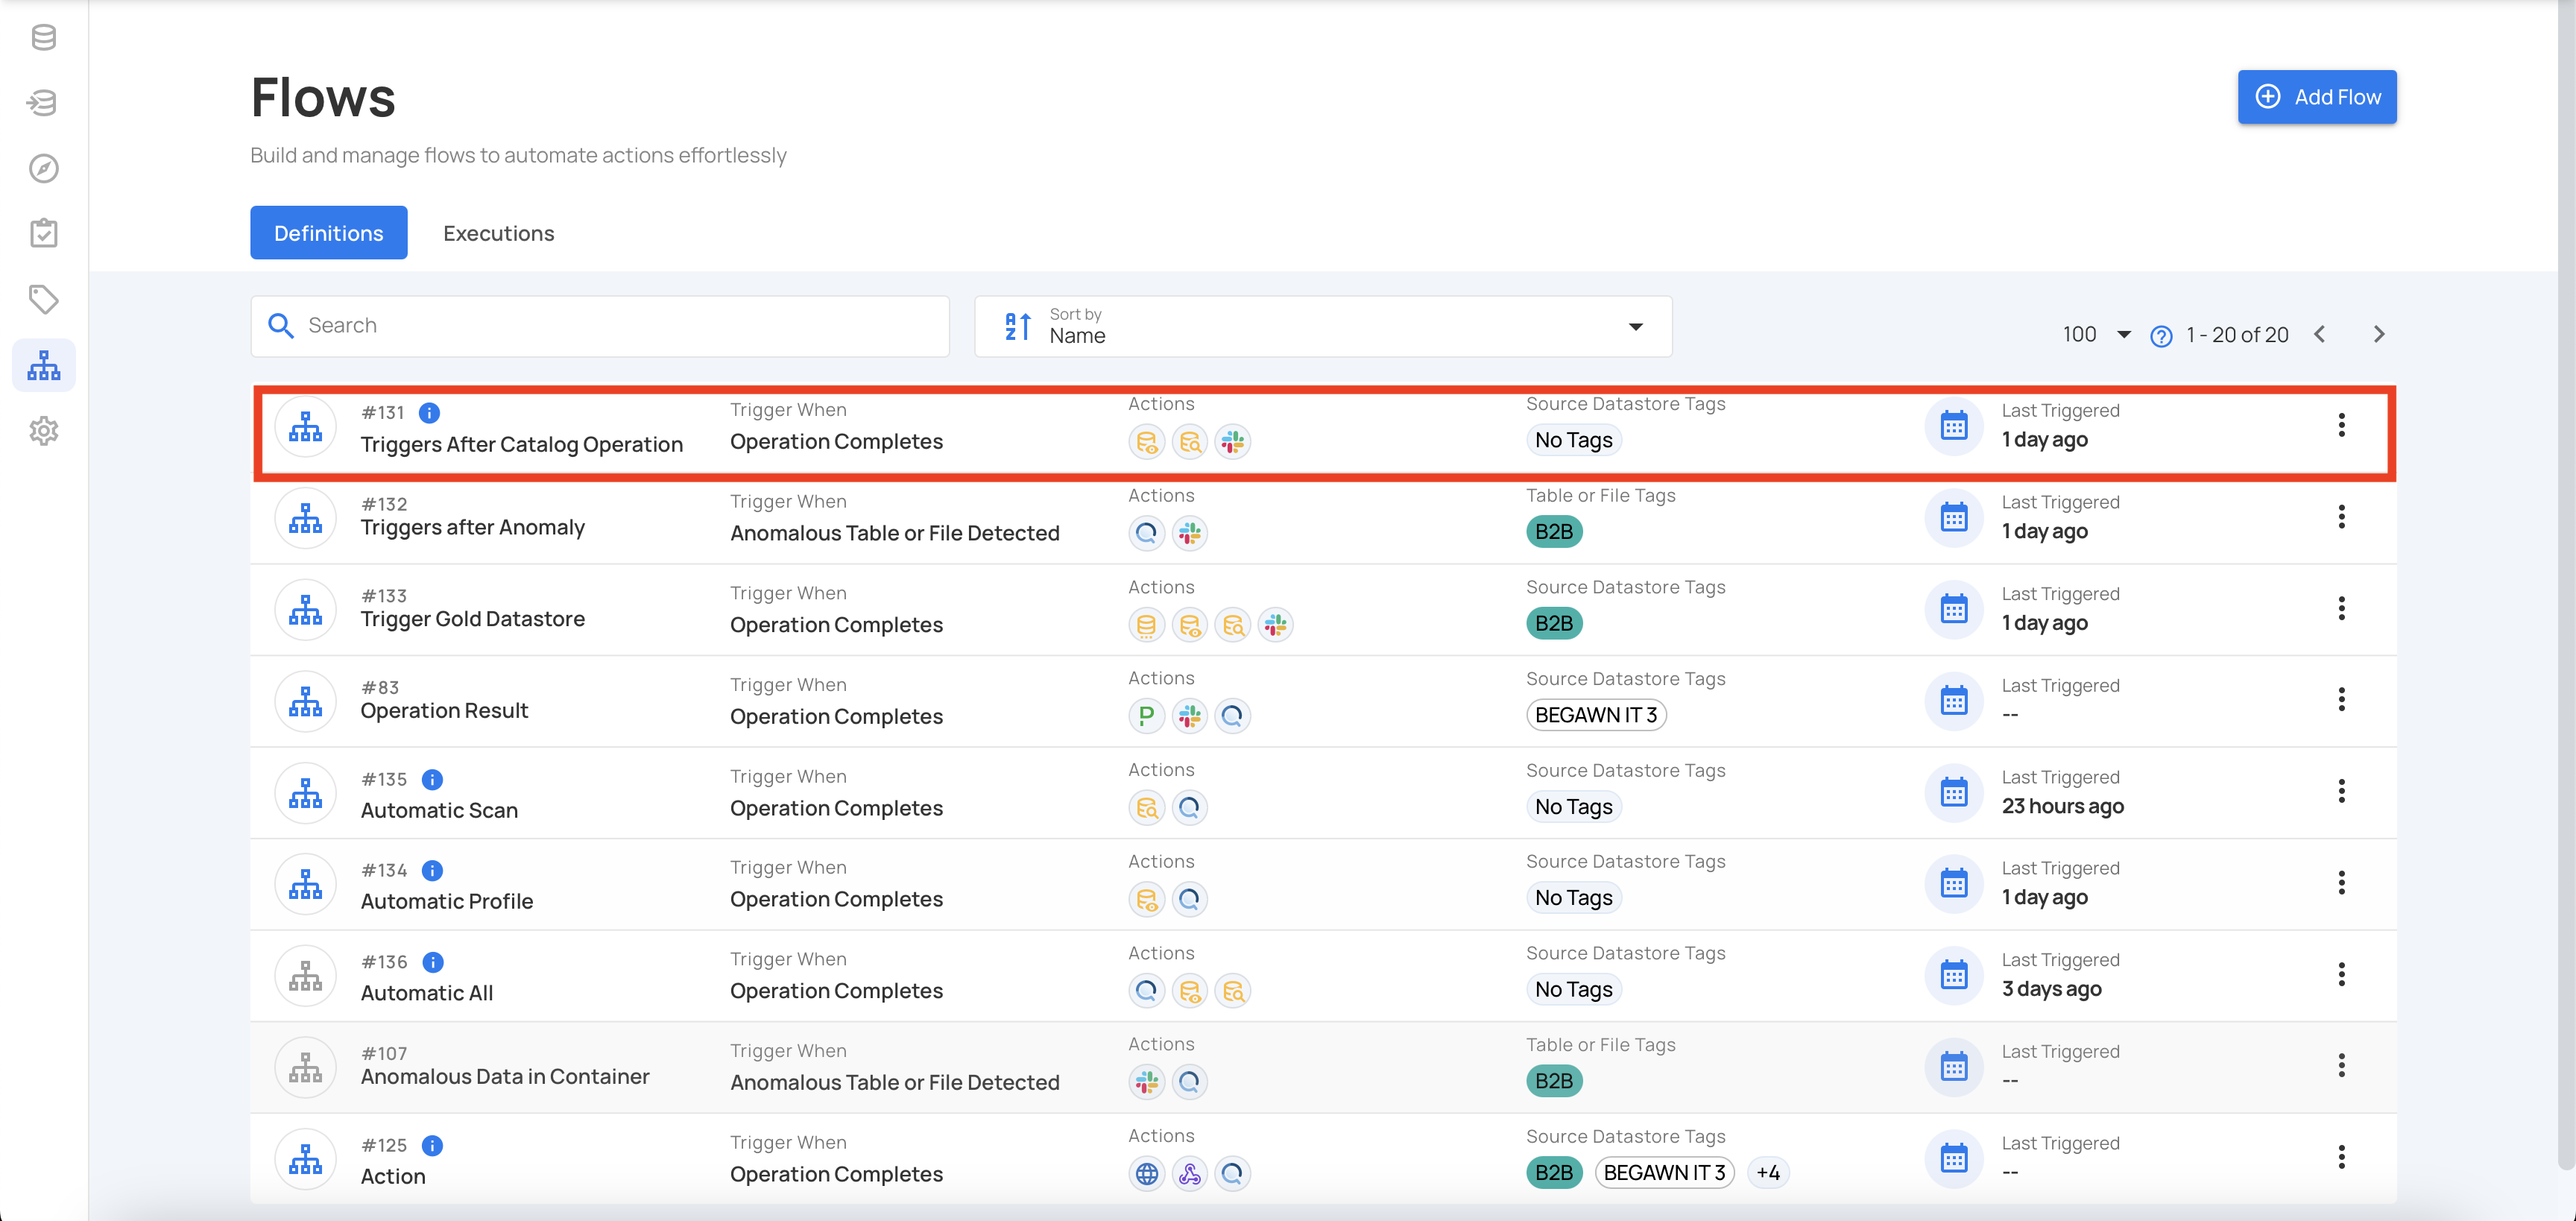 Flows
Add Flow
Build and manage flows to automate actions effortlessly
Definitions
Executions
Search
Sort by
Name
100
1 - 20 of 20
#131
Triggers After Catalog Operation
Trigger When
Operation Completes
Actions
Source Datastore Tags
No Tags
Last Triggered
1 day ago
#132
Triggers after Anomaly
Trigger When
Anomalous Table or File Detected
Actions
Table or File Tags
B2B
Last Triggered
1 day ago
#133
Trigger Gold Datastore
Trigger When
Operation Completes
Actions
Source Datastore Tags
B2B
Last Triggered
1 day ago
#83
Operation Result
Trigger When
Operation Completes
Actions
Source Datastore Tags
BEGAWN IT 3
Last Triggered
--
#135
Automatic Scan
Trigger When
Operation Completes
Actions
Source Datastore Tags
No Tags
Last Triggered
23 hours ago
#134
Automatic Profile
Trigger When
Operation Completes
Actions
Source Datastore Tags
No Tags
Last Triggered
1 day ago
#136
Automatic All
Trigger When
Operation Completes
Actions
Source Datastore Tags
No Tags
Last Triggered
3 days ago
#107
Anomalous Data in Container
Trigger When
Anomalous Table or File Detected
Actions
Table or File Tags
B2B
Last Triggered
--
#125
Action
Trigger When
Operation Completes
Actions
Source Datastore Tags
B2B BEGAWN IT 3 +4
Last Triggered
--